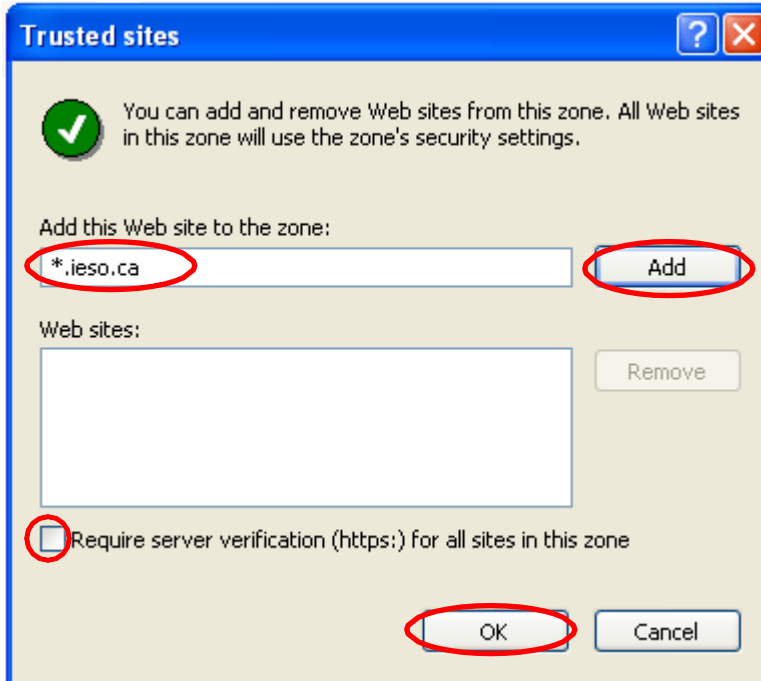 Trusted sites
You can add and remove Web sites from this zone. All Web sites
in this zone will use the zone's security settings.
Add this Web site to the zone:
*.ieso.ca
Add
Web sites:
Remove
Require server verification (https:) for all sites in this zone
OK
Cancel